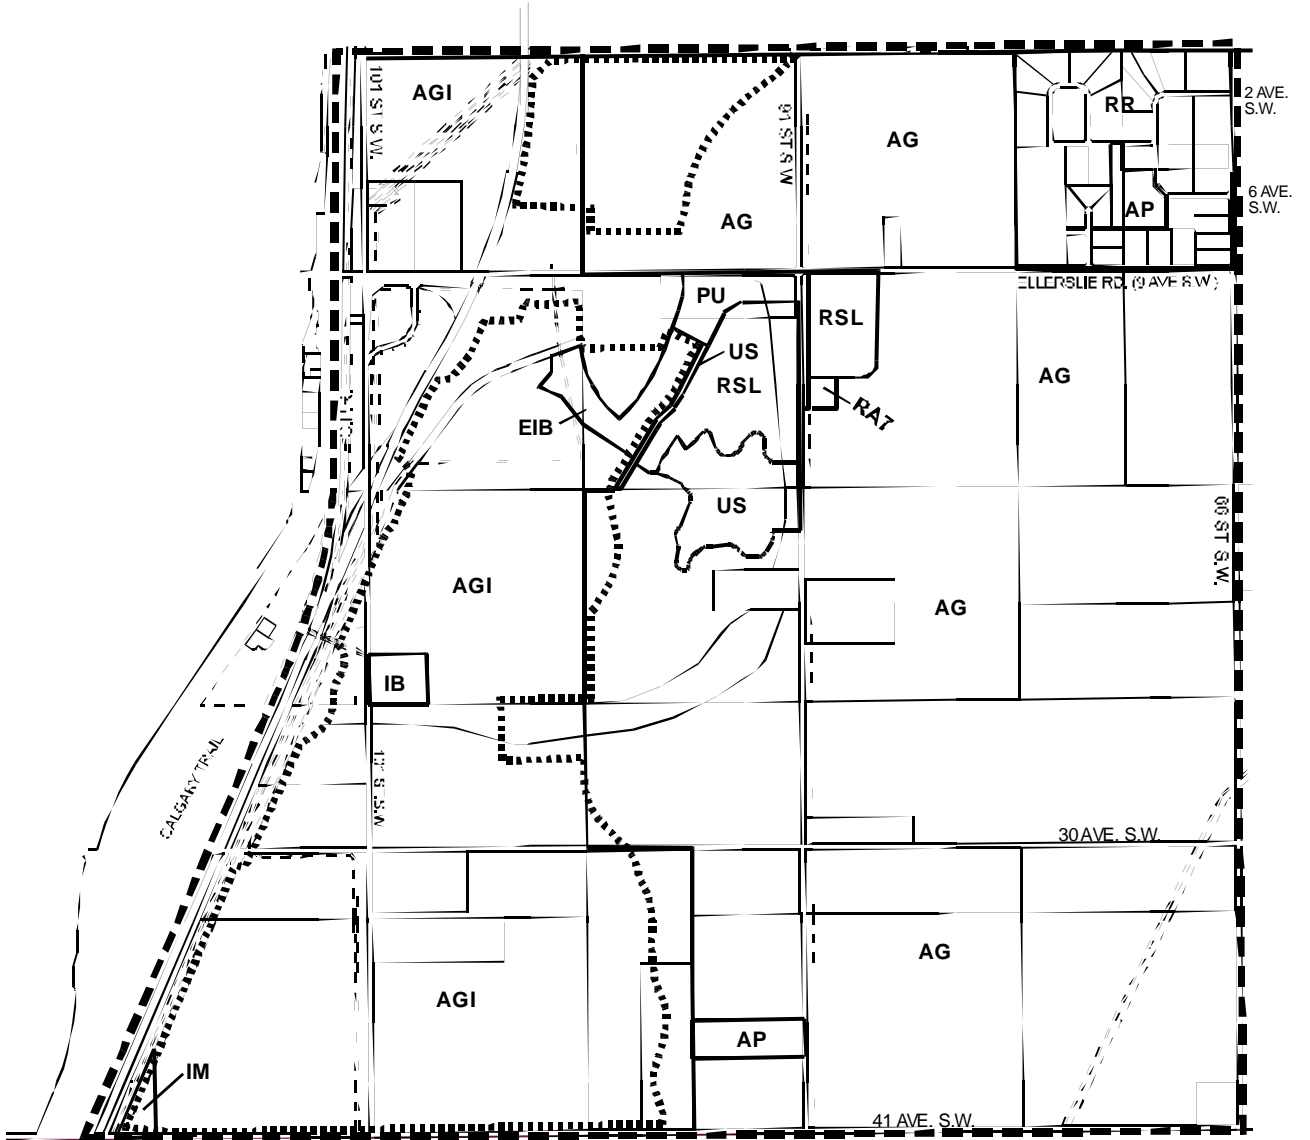 AGI
101 ST S.W.
91 ST S.W
AG
RR
2 AVE.
S.W.
6 AVE.
S.W.
AP
AG
ELLERSLIE RD. (9 AVE S.W.)
PU
RSL
US
RSL
AG
RA7
EIB
US
66 ST S.W.
AGI
AG
IB
CALGARY TRAIL
101 ST S.W
30 AVE. S.W.
AG
AGI
AP
IM
41 AVE. S.W.